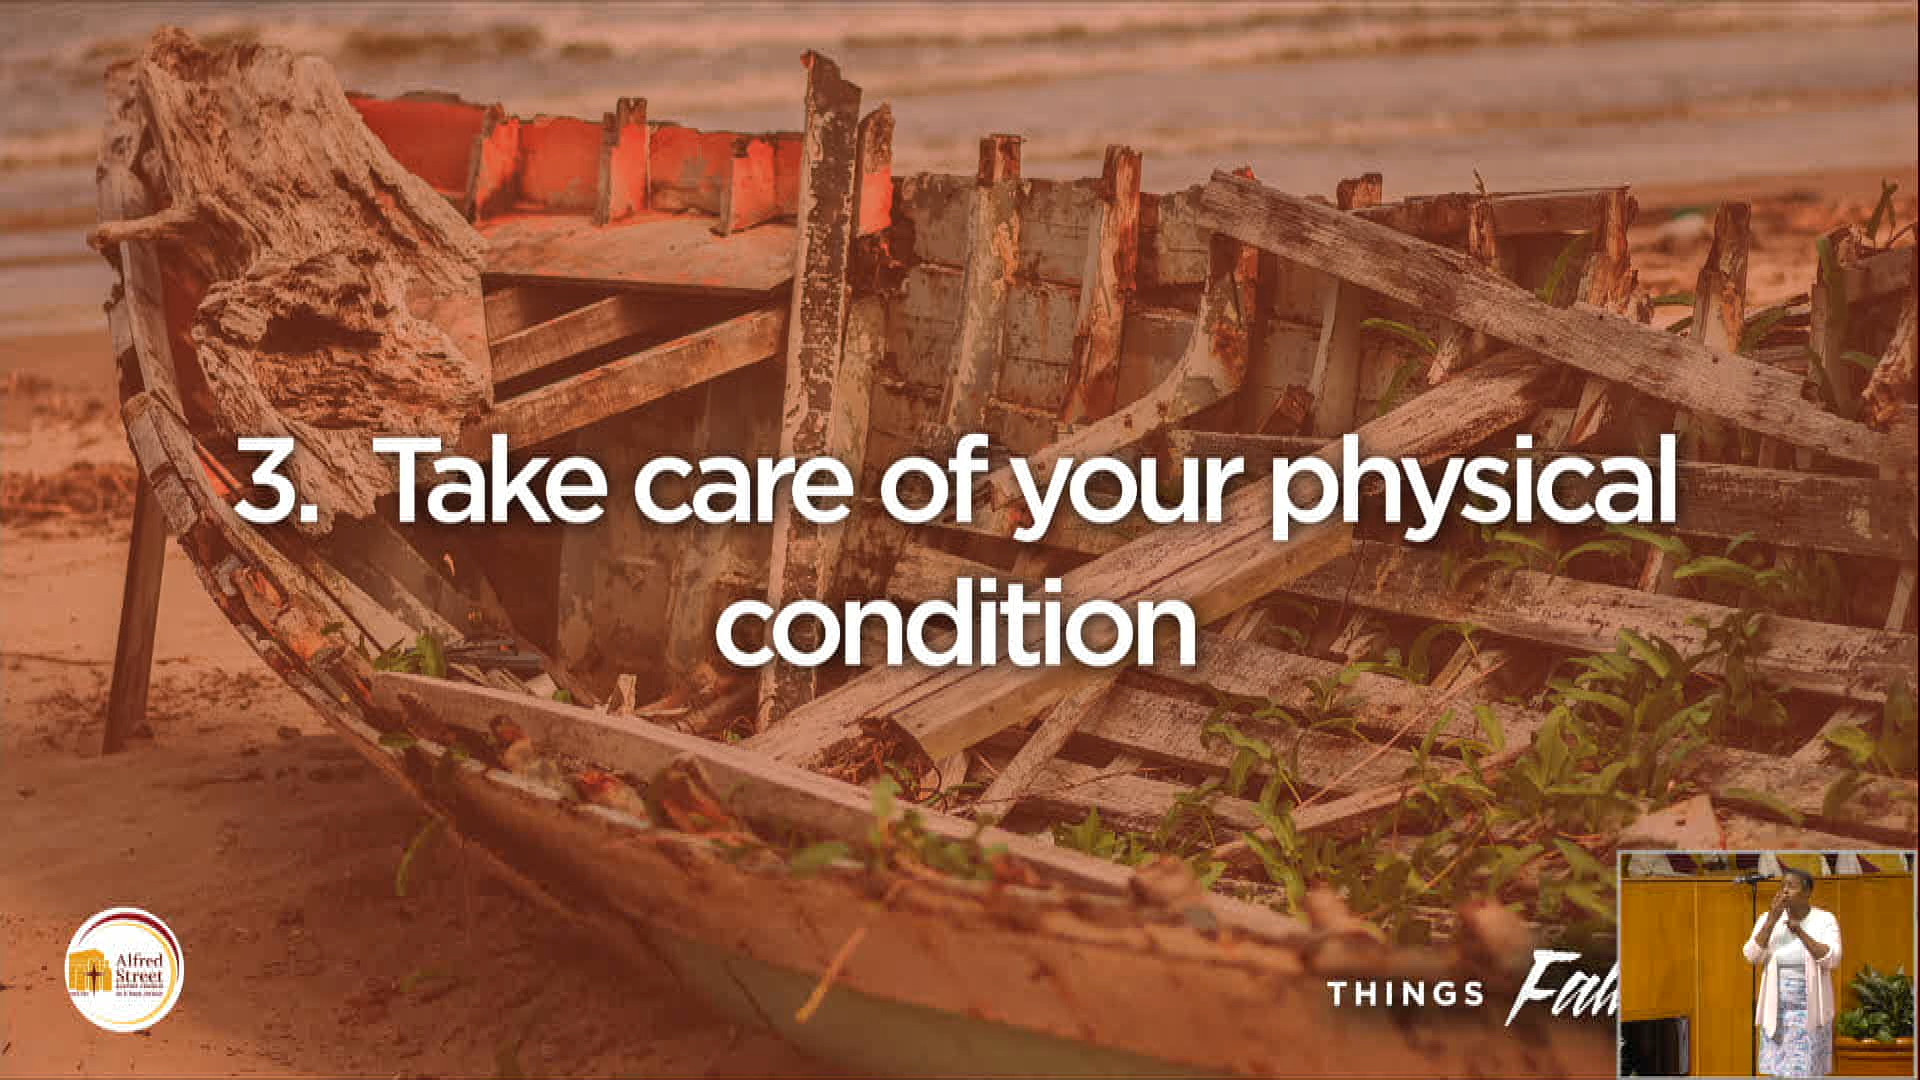 3. Take care of your physical
condition
Alfred
Street
THINGS